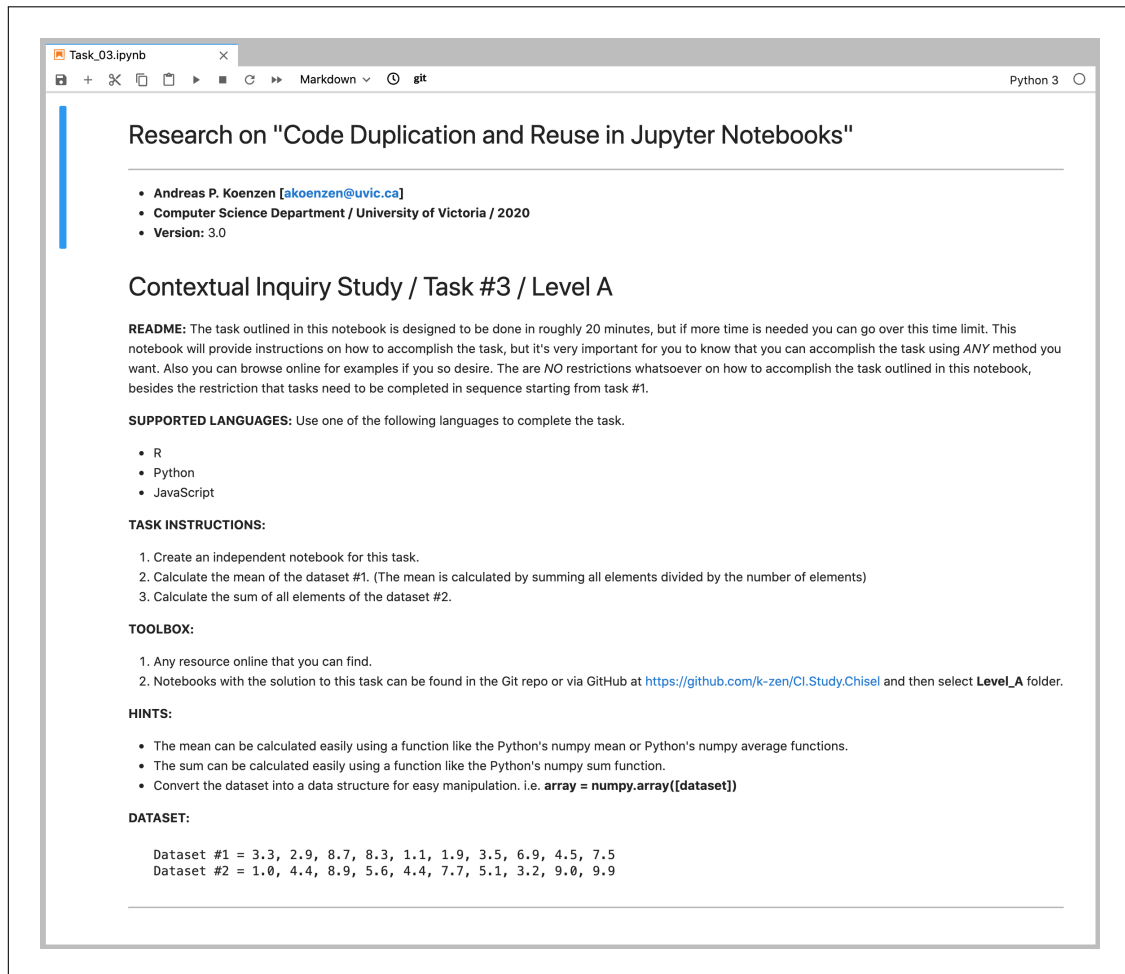 Task_03.ipynb
Markdown
git
Python 3
Research on "Code Duplication and Reuse in Jupyter Notebooks"
• Andreas P. Koenzen [akoenzen@uvic.ca]
• Computer Science Department / University of Victoria / 2020
• Version: 3.0
Contextual Inquiry Study / Task #3 / Level A
README: The task outlined in this notebook is designed to be done in roughly 20 minutes, but if more time is needed you can go over this time limit. This
notebook will provide instructions on how to accomplish the task, but it's very important for you to know that you can accomplish the task using ANY method you
want. Also you can browse online for examples if you so desire. The are NO restrictions whatsoever on how to accomplish the task outlined in this notebook,
besides the restriction that tasks need to be completed in sequence starting from task #1.
SUPPORTED LANGUAGES: Use one of the following languages to complete the task.
• R
• Python
• JavaScript
TASK INSTRUCTIONS:
1. Create an independent notebook for this task.
2. Calculate the mean of the dataset #1. (The mean is calculated by summing all elements divided by the number of elements)
3. Calculate the sum of all elements of the dataset #2.
TOOLBOX:
1. Any resource online that you can find.
2. Notebooks with the solution to this task can be found in the Git repo or via GitHub at https://github.com/k-zen/CI.Study.Chisel and then select Level_A folder.
HINTS:
• The mean can be calculated easily using a function like the Python's numpy mean or Python's numpy average functions.
• The sum can be calculated easily using a function like the Python's numpy sum function.
• Convert the dataset into a data structure for easy manipulation. i.e. array = numpy.array([dataset])
DATASET:
Dataset #1 = 3.3, 2.9, 8.7, 8.3, 1.1, 1.9, 3.5, 6.9, 4.5, 7.5
Dataset #2 = 1.0, 4.4, 8.9, 5.6, 4.4, 7.7, 5.1, 3.2, 9.0, 9.9